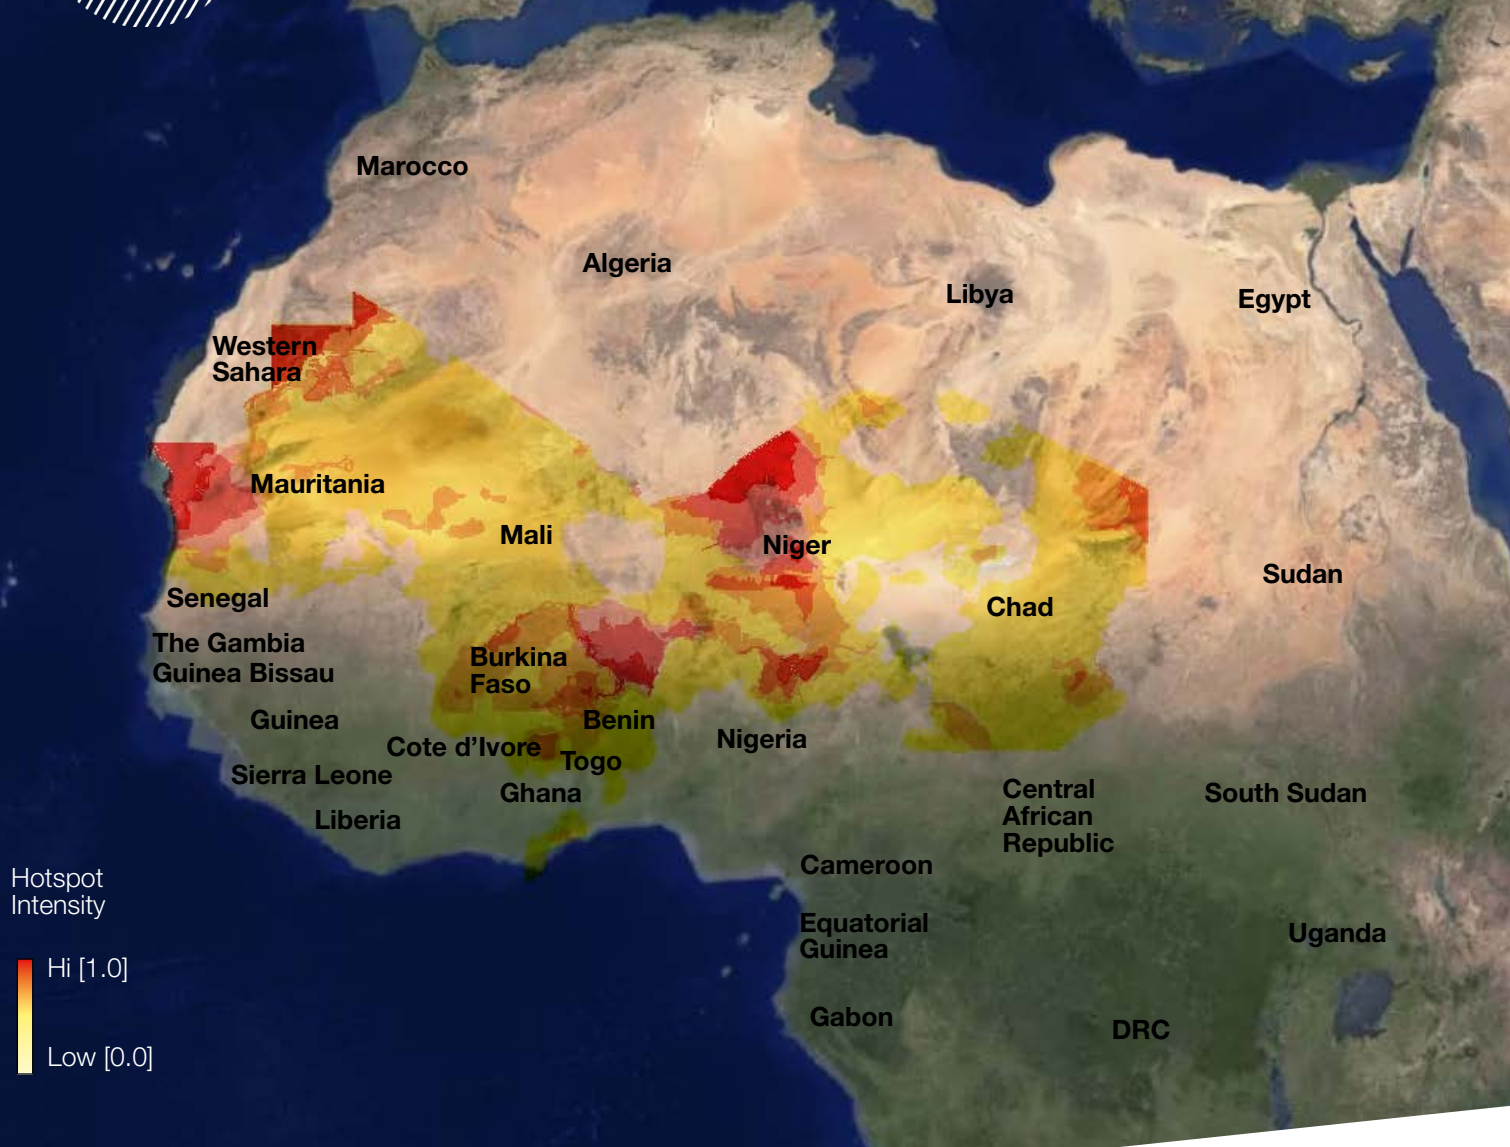 Marocco
Algeria
Libya
Egypt
Western
Sahara
Mauritania
Mali
Niger
Sudan
Senegal
Chad
The Gambia
Guinea Bissau
Burkina
Faso
Guinea
Benin
Cote d’Ivore
Togo
Nigeria
Sierra Leone
Ghana
Liberia
Central
African
Republic
South Sudan
Cameroon
Equatorial
Guinea
Uganda
Gabon
DRC
Hotspot
Intensity
Hi [1.0]
Low [0.0]